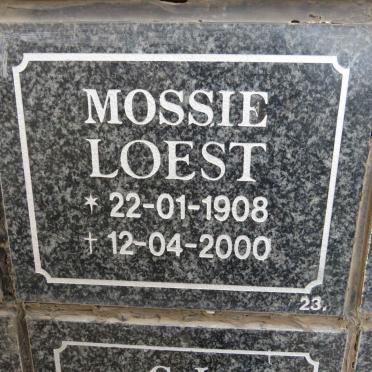 MOSSIE
LOEST
* 22-01-1908
† 12-04-2000
23.